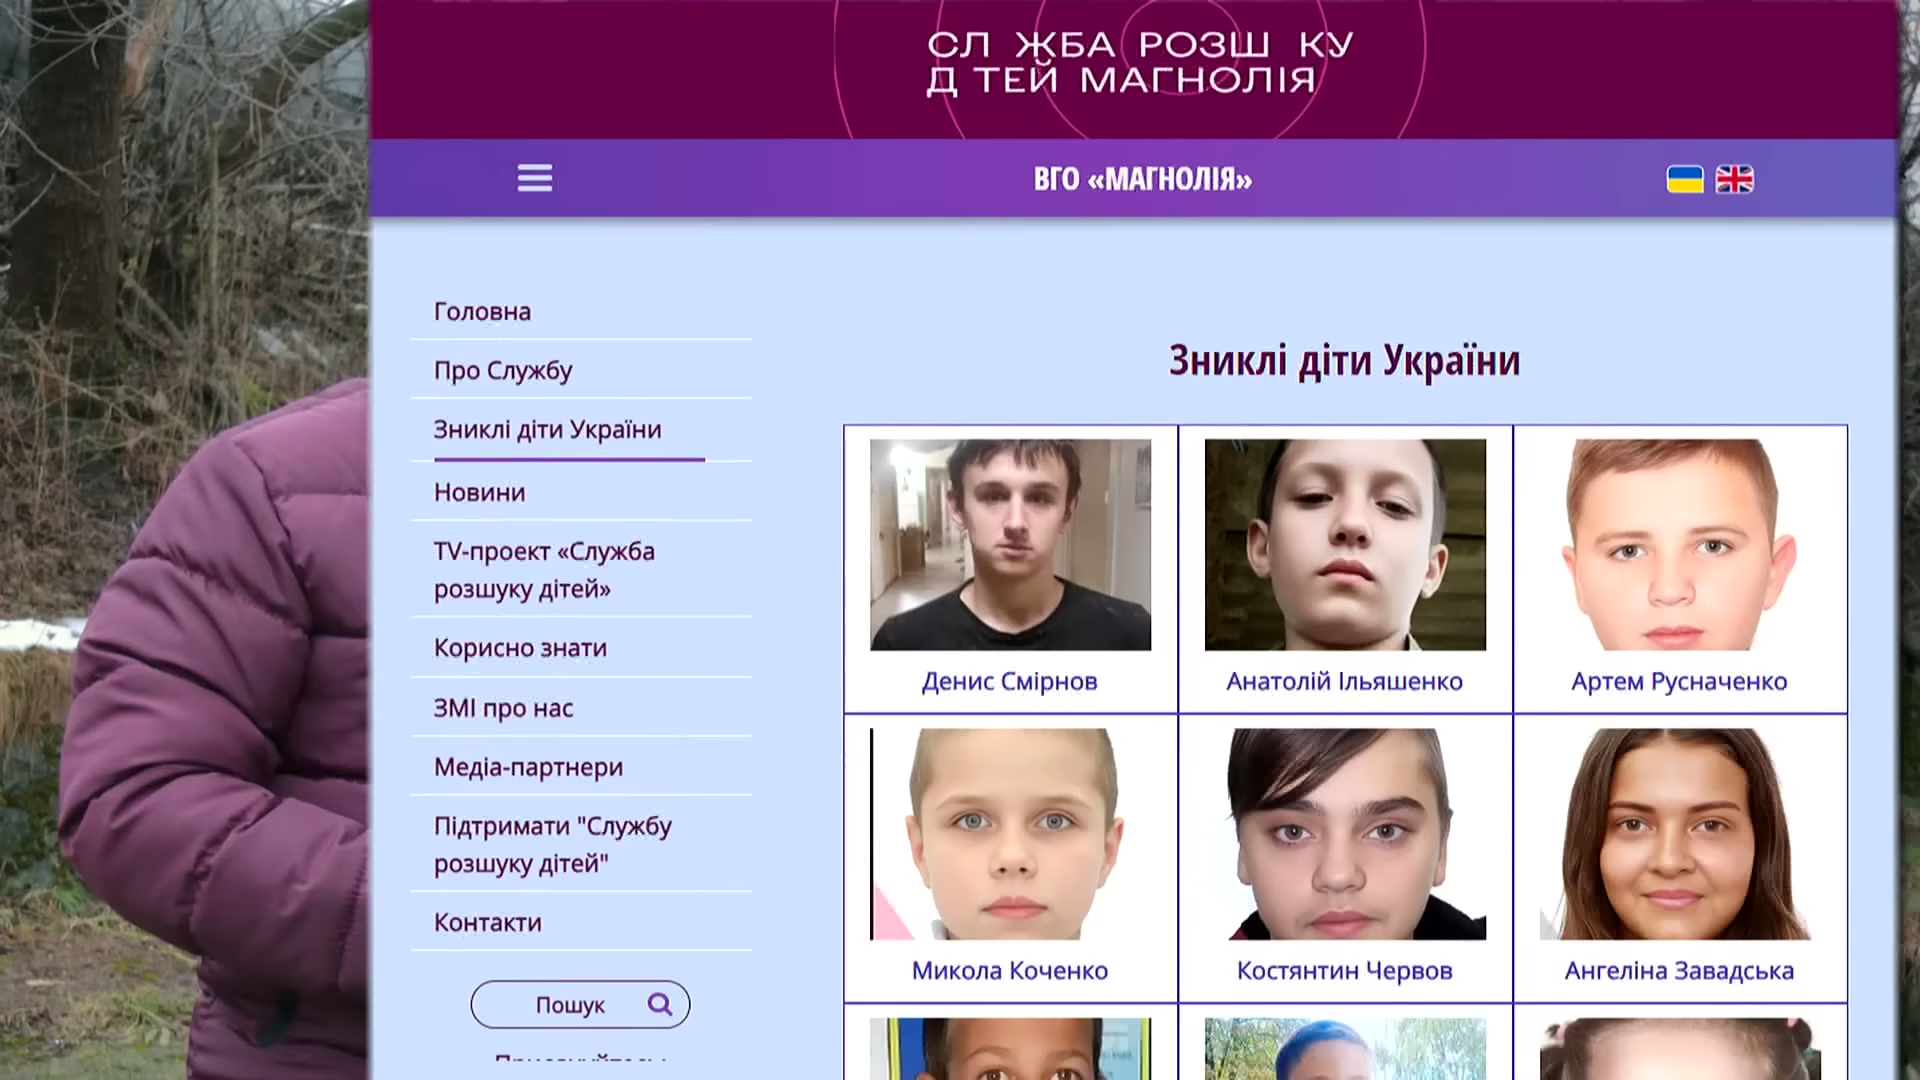 СЛ ЖБА РОЗШ КУ
Д ТЕЙ МАГНОЛІЯ
ВГО «МАГНОЛІЯ»
Головна
Про Службу
Зниклі діти України
Новини
TV-проект «Служба
розшуку дітей»
Корисно знати
ЗМІ про нас
Медіа-партнери
Підтримати "Службу
розшуку дітей"
Контакти
Пошук
Зниклі діти України
Денис Смірнов
Анатолій Ільяшенко
Артем Русначенко
Микола Коченко
Костянтин Червов
Ангеліна Завадська